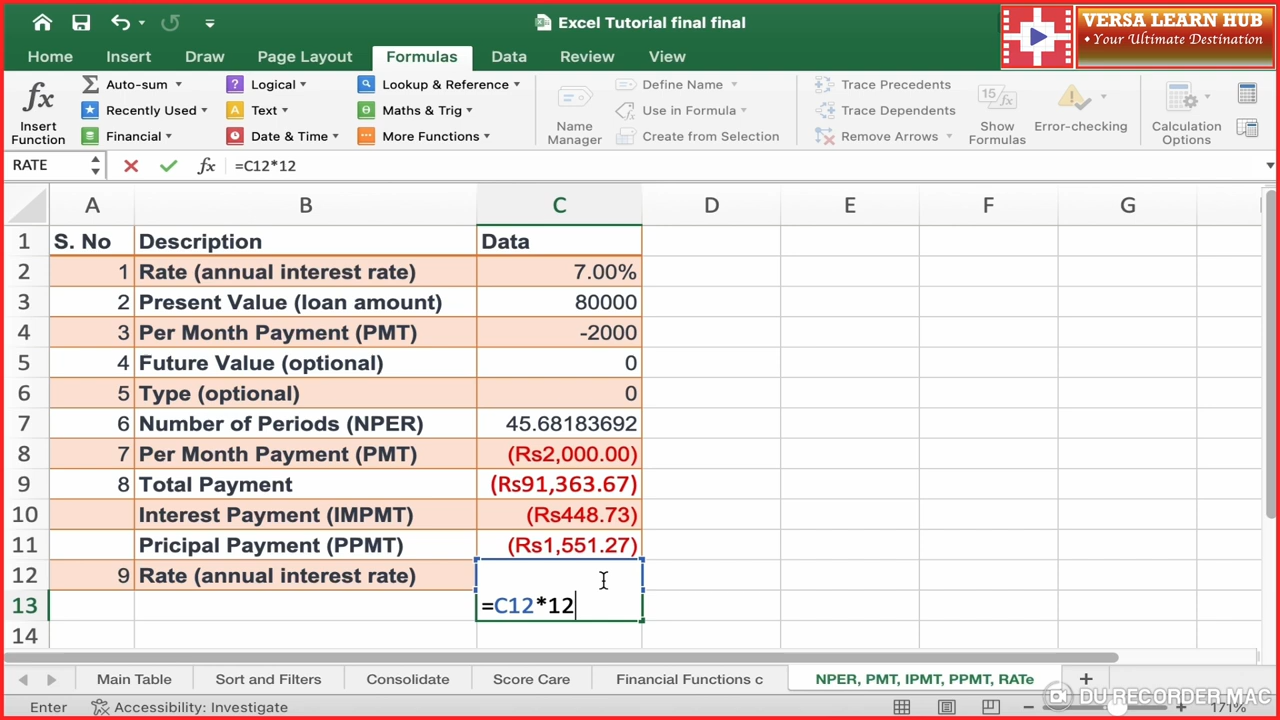 Excel Tutorial final final
VERSA LEARN HUB
• Your Ultimate Destination
Home Insert Draw Page Layout Formulas Data Review View
fx Insert Function
Auto-sum
Recently Used
Financial
Logical
Text
Date & Time
Lookup & Reference
Maths & Trig
More Functions
Name Manager
Define Name
Use in Formula
Create from Selection
Trace Precedents
Trace Dependents
Remove Arrows
Show Formulas
Error-checking
Calculation Options
RATE fx =C12*12
A B C D E F G
1 S. No Description Data
2 1 Rate (annual interest rate) 7.00%
3 2 Present Value (loan amount) 80000
4 3 Per Month Payment (PMT) -2000
5 4 Future Value (optional) 0
6 5 Type (optional) 0
7 6 Number of Periods (NPER) 45.68183692
8 7 Per Month Payment (PMT) (Rs2,000.00)
9 8 Total Payment (Rs91,363.67)
10 Interest Payment (IMPMT) (Rs448.73)
11 Pricipal Payment (PPMT) (Rs1,551.27)
12 9 Rate (annual interest rate)
13 =C12*12
14
Main Table Sort and Filters Consolidate Score Care Financial Functions c NPER, PMT, IPMT, PPMT, RATe +
DU RECORDER MAC
Enter Accessibility: Investigate 171%